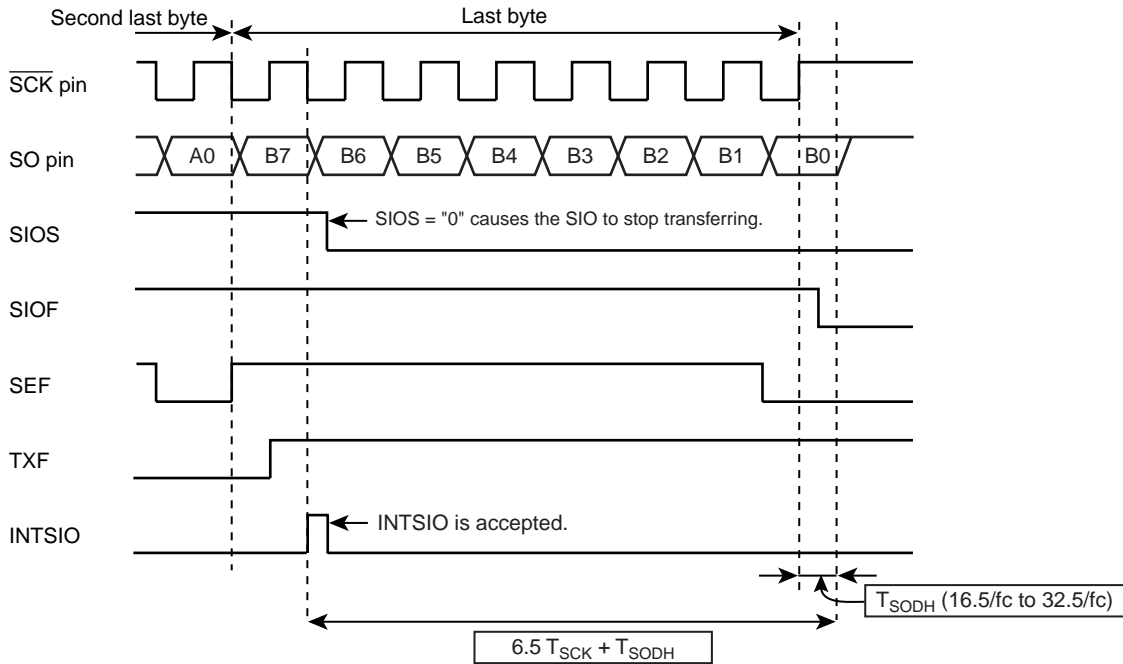 Second last byte
Last byte
SCK pin
SO pin
A0 B7 B6 B5 B4 B3 B2 B1 B0
SIOS
SIOS = "0" causes the SIO to stop transferring.
SIOF
SEF
TXF
INTSIO
INTSIO is accepted.
TSODH (16.5/fc to 32.5/fc)
6.5 TSCK + TSODH